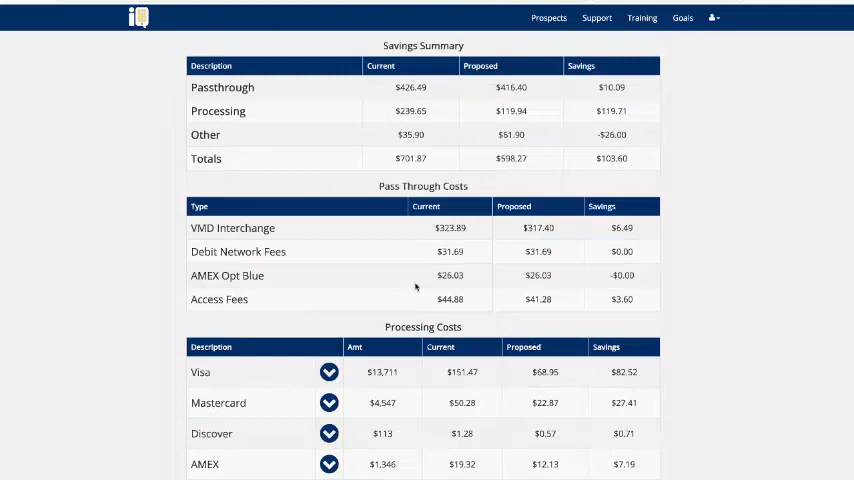 iQ Prospects Support Training Goals
Savings Summary
Description Current Proposed Savings
Passthrough $426.49 $416.40 $10.09
Processing $239.65 $119.94 $119.71
Other $35.90 $61.90 -$26.00
Totals $701.87 $598.27 $103.60
Pass Through Costs
Type Current Proposed Savings
VMD Interchange $323.89 $317.40 $6.49
Debit Network Fees $31.69 $31.69 $0.00
AMEX Opt Blue $26.03 $26.03 -$0.00
Access Fees $44.88 $41.28 $3.60
Processing Costs
Description Amt Current Proposed Savings
Visa $13,711 $151.47 $68.95 $82.52
Mastercard $4,547 $50.28 $22.87 $27.41
Discover $113 $1.28 $0.57 $0.71
AMEX $1,346 $19.32 $12.13 $7.19